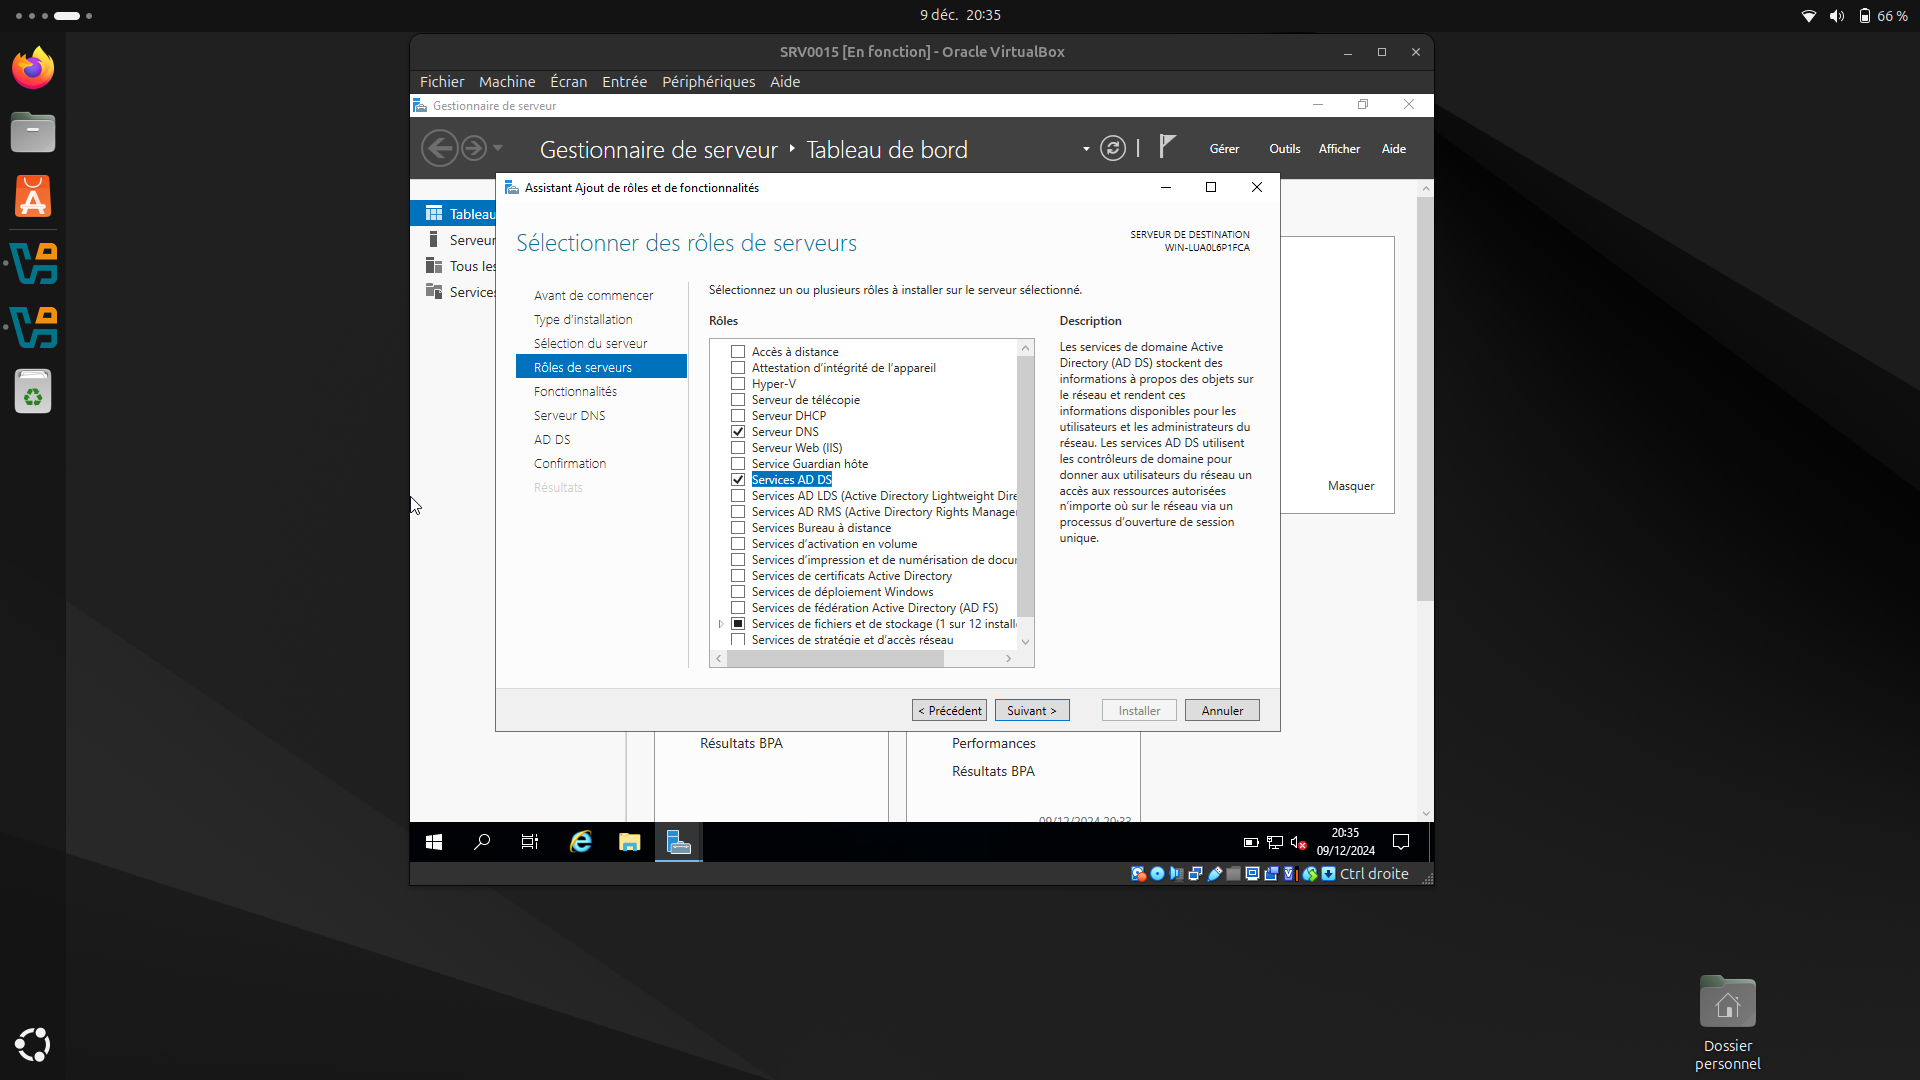 9 déc. 20:35
66 %
SRV0015 [En fonction] - Oracle VirtualBox
Fichier Machine Écran Entrée Périphériques Aide
Gestionnaire de serveur
Gestionnaire de serveur ‣ Tableau de bord
Gérer Outils Afficher Aide
Tableau
Serveur
Tous les
Services
Assistant Ajout de rôles et de fonctionnalités
Sélectionner des rôles de serveurs
SERVEUR DE DESTINATION
WIN-LUA0L6P1FCA
Avant de commencer
Type d'installation
Sélection du serveur
Rôles de serveurs
Fonctionnalités
Serveur DNS
AD DS
Confirmation
Résultats
Sélectionnez un ou plusieurs rôles à installer sur le serveur sélectionné.
Rôles
Accès à distance
Attestation d'intégrité de l'appareil
Hyper-V
Serveur de télécopie
Serveur DHCP
Serveur DNS
Serveur Web (IIS)
Service Guardian hôte
Services AD DS
Services AD LDS (Active Directory Lightweight Dire
Services AD RMS (Active Directory Rights Manager
Services Bureau à distance
Services d'activation en volume
Services d'impression et de numérisation de docu
Services de certificats Active Directory
Services de déploiement Windows
Services de fédération Active Directory (AD FS)
Services de fichiers et de stockage (1 sur 12 install
Services de stratégie et d'accès réseau
Description
Les services de domaine Active
Directory (AD DS) stockent des
informations à propos des objets sur
le réseau et rendent ces
informations disponibles pour les
utilisateurs et les administrateurs du
réseau. Les services AD DS utilisent
les contrôleurs de domaine pour
donner aux utilisateurs du réseau un
accès aux ressources autorisées
n'importe où sur le réseau via un
processus d'ouverture de session
unique.
Masquer
< Précédent Suivant > Installer Annuler
Résultats BPA
Performances
Résultats BPA
09/12/2024 20:33
20:35
09/12/2024
Ctrl droite
Dossier
personnel